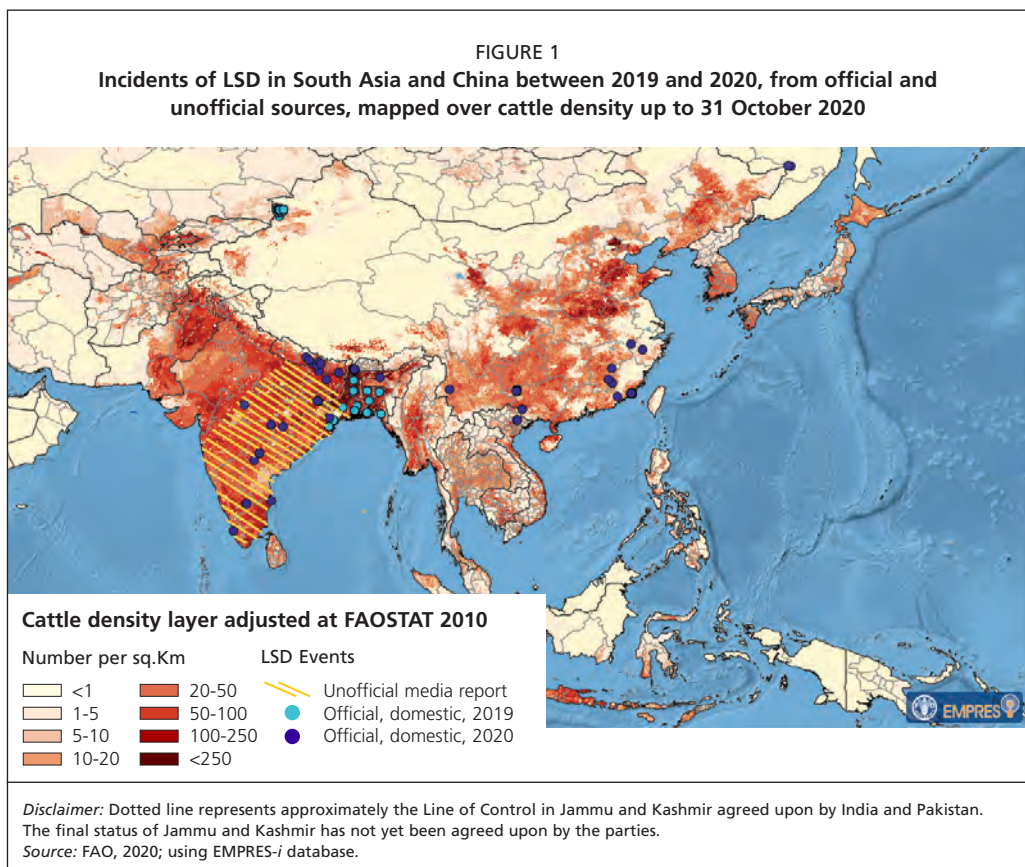 FIGURE 1
Incidents of LSD in South Asia and China between 2019 and 2020, from official and
unofficial sources, mapped over cattle density up to 31 October 2020
Cattle density layer adjusted at FAOSTAT 2010
Number per sq.Km
<1
1-5
5-10
10-20
20-50
50-100
100-250
<250
LSD Events
Unofficial media report
Official, domestic, 2019
Official, domestic, 2020
EMPRES
Disclaimer: Dotted line represents approximately the Line of Control in Jammu and Kashmir agreed upon by India and Pakistan.
The final status of Jammu and Kashmir has not yet been agreed upon by the parties.
Source: FAO, 2020; using EMPRES-i database.